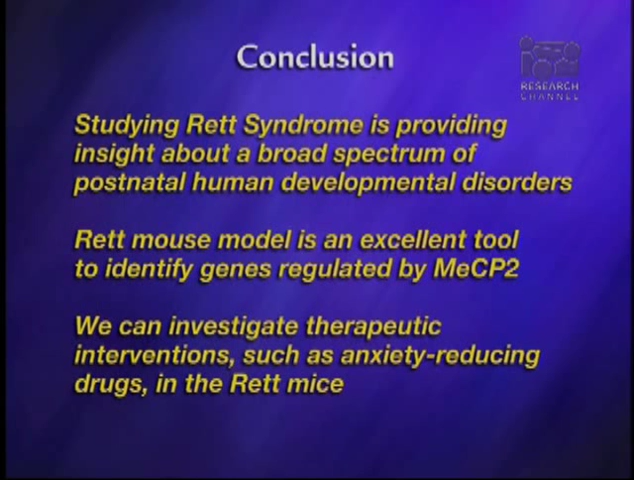 Conclusion
RESEARCH
CHANNEL
Studying Rett Syndrome is providing
insight about a broad spectrum of
postnatal human developmental disorders
Rett mouse model is an excellent tool
to identify genes regulated by MeCP2
We can investigate therapeutic
interventions, such as anxiety-reducing
drugs, in the Rett mice